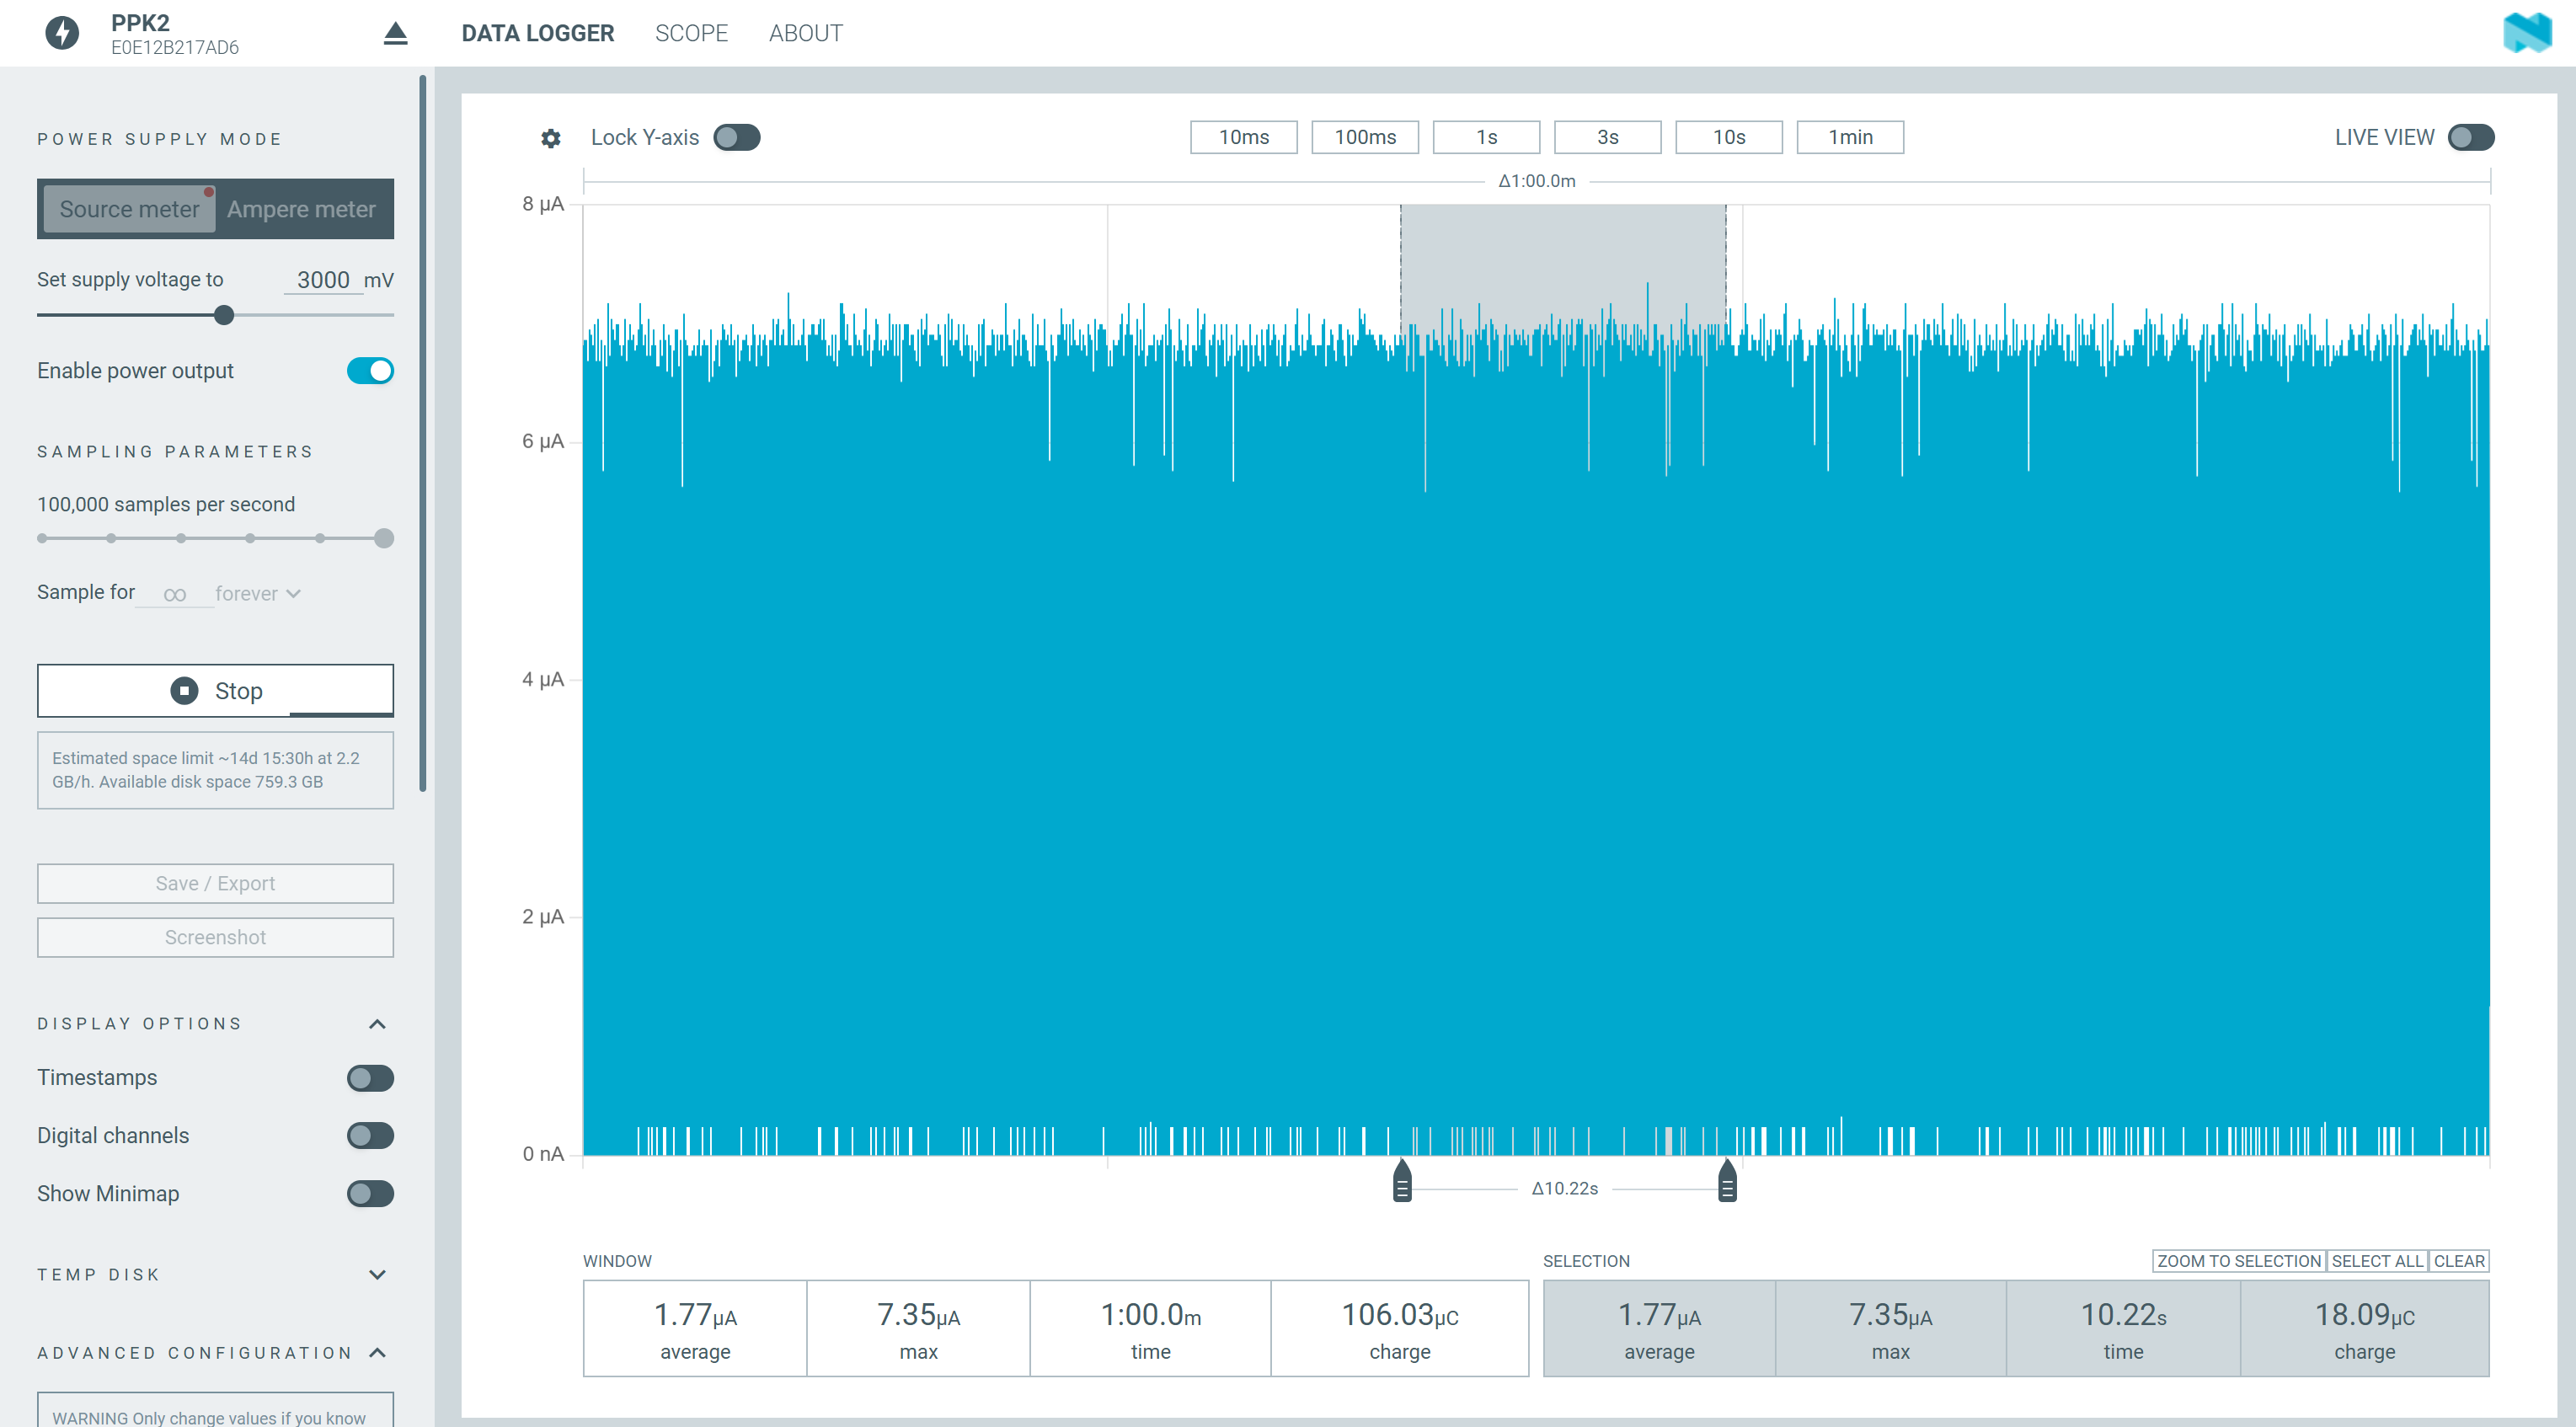 PPK2
E0E12B217AD6
DATA LOGGER
SCOPE
ABOUT
POWER SUPPLY MODE
Source meter
Ampere meter
Set supply voltage to 3000 mV
Enable power output
SAMPLING PARAMETERS
100,000 samples per second
Sample for ∞ forever
Stop
Estimated space limit ~14d 15:30h at 2.2
GB/h. Available disk space 759.3 GB
Save / Export
Screenshot
DISPLAY OPTIONS
Timestamps
Digital channels
Show Minimap
TEMP DISK
ADVANCED CONFIGURATION
WARNING Only change values if you know
Lock Y-axis
10ms
100ms
1s
3s
10s
1min
LIVE VIEW
Δ1:00.0m
8 µA
6 µA
4 µA
2 µA
0 nA
Δ10.22s
WINDOW
1.77µA
average
7.35µA
max
1:00.0m
time
106.03µC
charge
SELECTION
ZOOM TO SELECTION
SELECT ALL
CLEAR
1.77µA
average
7.35µA
max
10.22s
time
18.09µC
charge